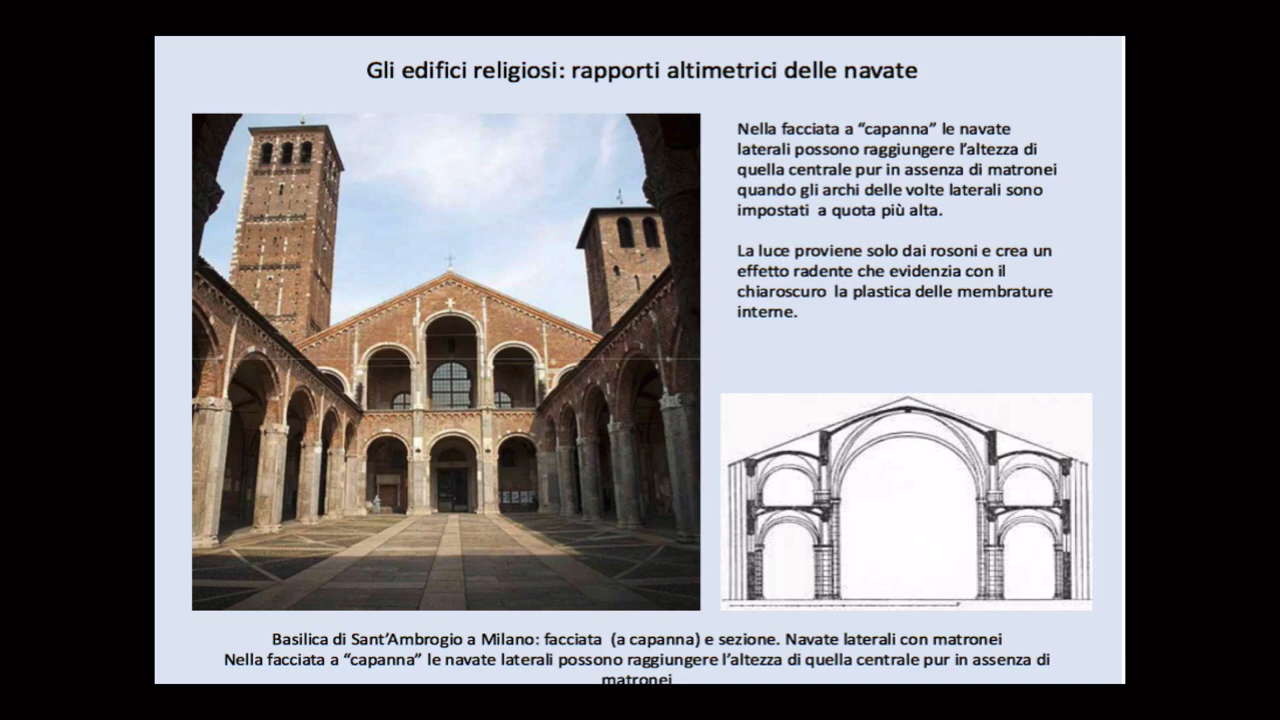 Gli edifici religiosi: rapporti altimetrici delle navate
Nella facciata a “capanna” le navate
laterali possono raggiungere l’altezza di
quella centrale pur in assenza di matronei
quando gli archi delle volte laterali sono
impostati a quota più alta.
La luce proviene solo dai rosoni e crea un
effetto radente che evidenzia con il
chiaroscuro la plastica delle membrature
interne.
Basilica di Sant’Ambrogio a Milano: facciata (a capanna) e sezione. Navate laterali con matronei
Nella facciata a “capanna” le navate laterali possono raggiungere l’altezza di quella centrale pur in assenza di
matronei